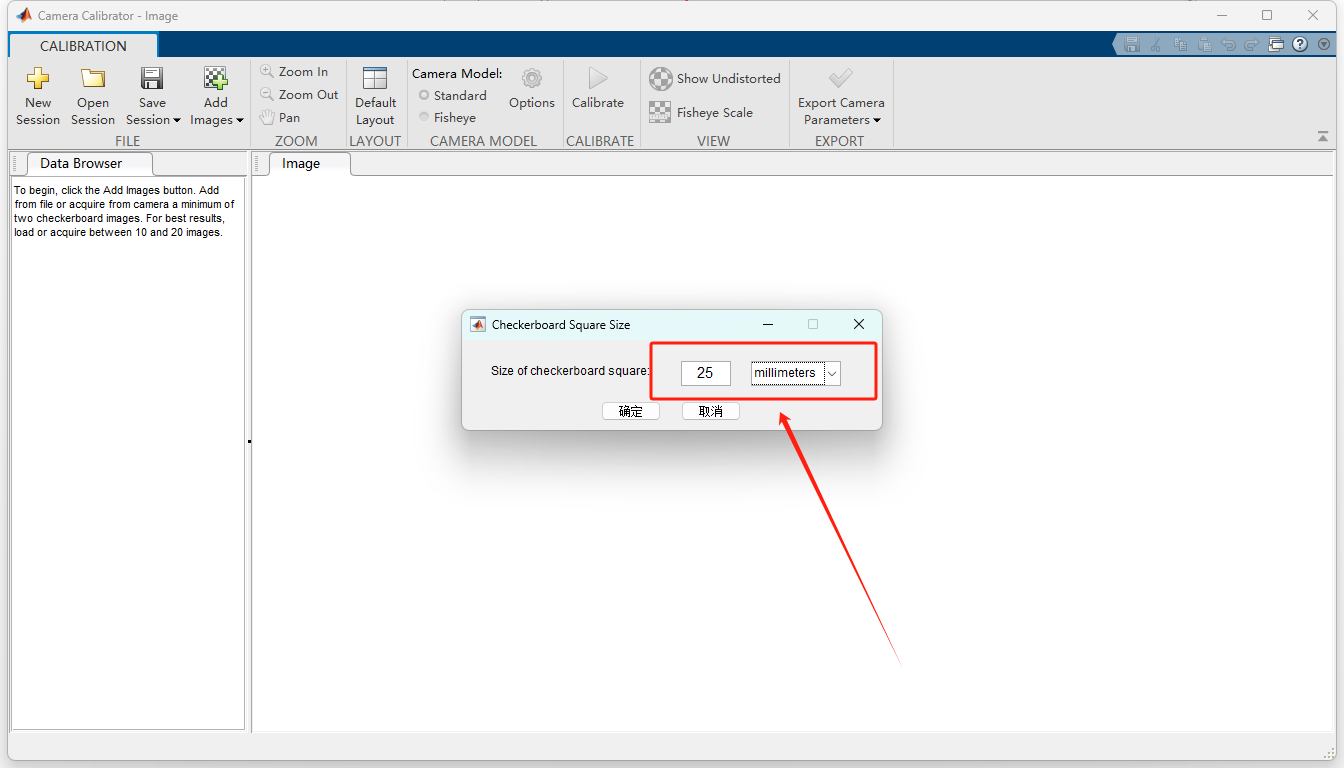 Camera Calibrator - Image
CALIBRATION
New Session
Open Session
Save Session
Add Images
FILE
Zoom In
Zoom Out
Pan
ZOOM
Default Layout
LAYOUT
Camera Model:
Standard
Fisheye
Options
CAMERA MODEL
Calibrate
CALIBRATE
Show Undistorted
Fisheye Scale
VIEW
Export Camera Parameters
EXPORT
Data Browser
Image
To begin, click the Add Images button. Add
from file or acquire from camera a minimum of
two checkerboard images. For best results,
load or acquire between 10 and 20 images.
Checkerboard Square Size
Size of checkerboard square: 25 millimeters
确定 取消